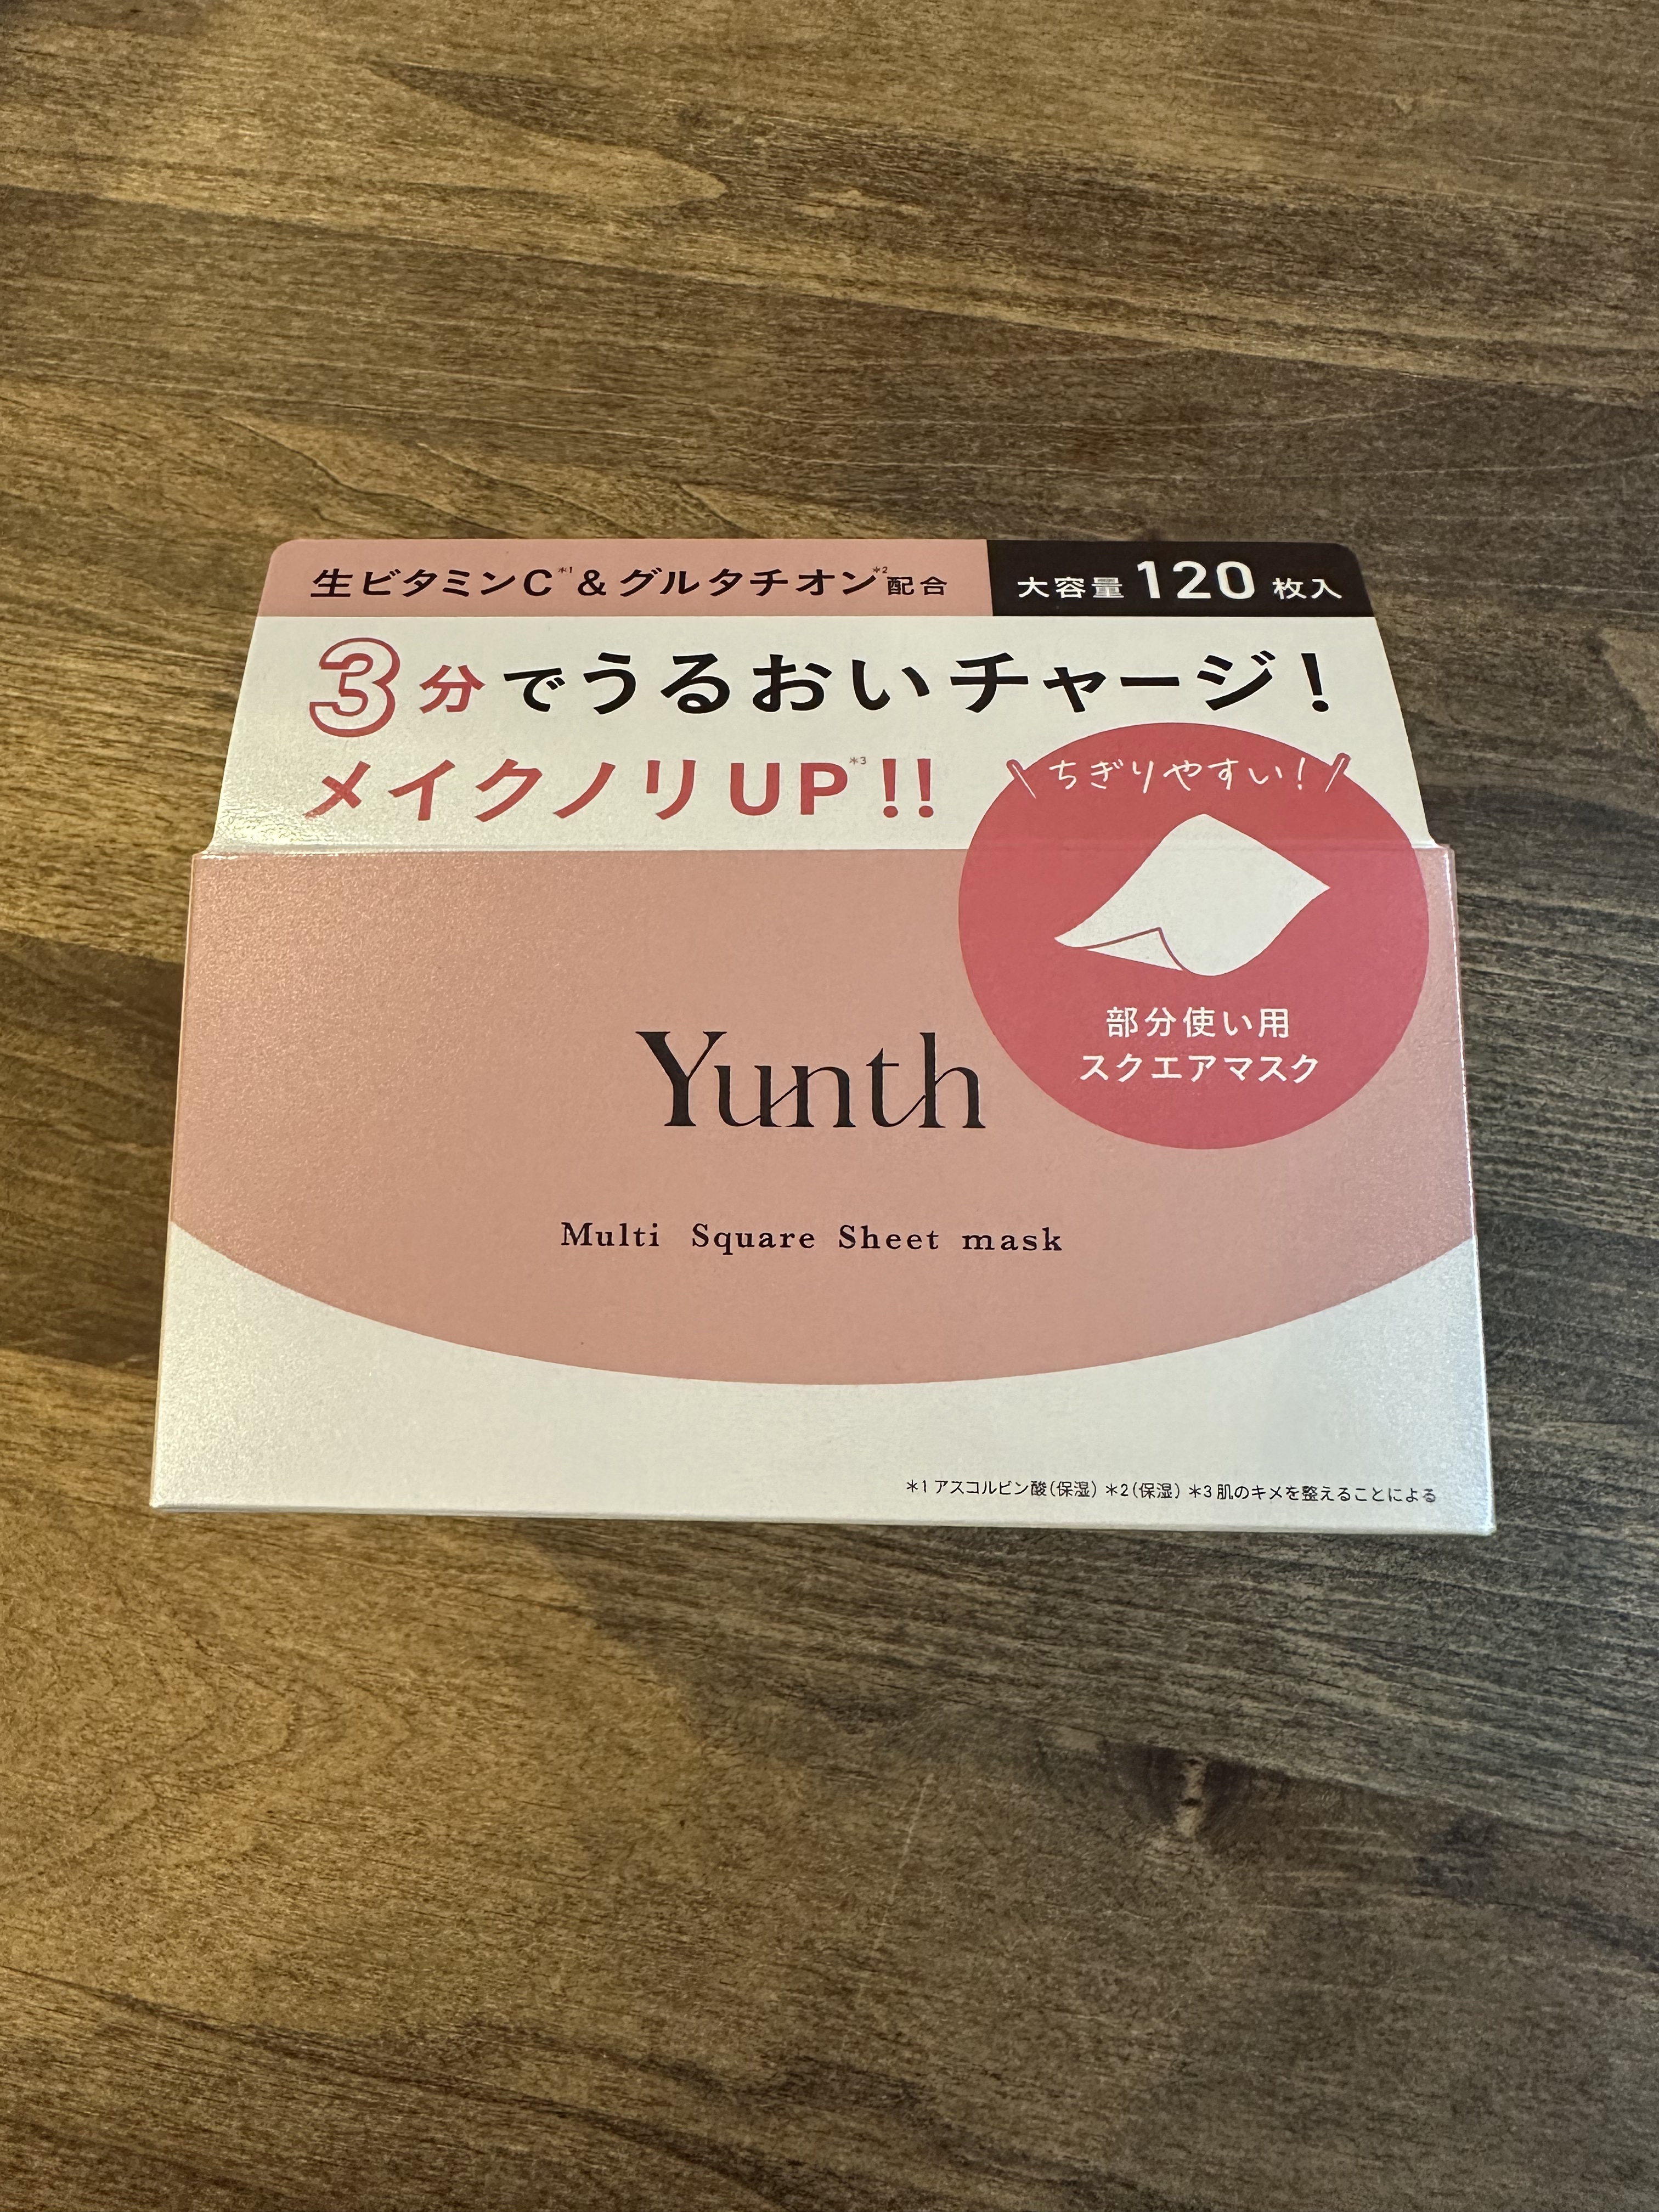 生ビタミンC*1&グルタチオン*2配合
大容量120枚入
3分でうるおいチャージ!
メイクノリUP*3!!
\ちぎりやすい!/
部分使い用
スクエアマスク
Yunth
Multi Square Sheet mask
*1 アスコルビン酸(保湿) *2(保湿) *3 肌のキメを整えることによる